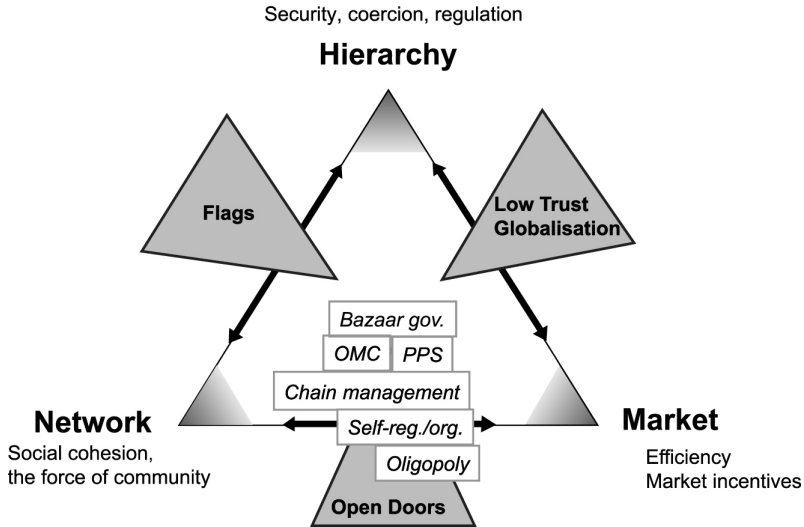 Security, coercion, regulation
Hierarchy
Flags
Low Trust
Globalisation
Bazaar gov.
OMC
PPS
Chain management
Network
Social cohesion,
the force of community
Self-reg./org.
Market
Efficiency
Market incentives
Oligopoly
Open Doors